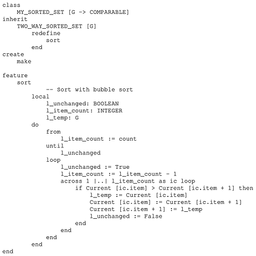 class
MY_SORTED_SET [G -> COMPARABLE]
inherit
TWO_WAY_SORTED_SET [G]
redefine
sort
end
create
make
feature
sort
-- Sort with bubble sort
local
l_unchanged: BOOLEAN
l_item_count: INTEGER
l_temp: G
do
from
l_item_count := count
until
l_unchanged
loop
l_unchanged := True
l_item_count := l_item_count - 1
across 1 |..| l_item_count as ic loop
if Current [ic.item] > Current [ic.item + 1] then
l_temp := Current [ic.item]
Current [ic.item] := Current [ic.item + 1]
Current [ic.item + 1] := l_temp
l_unchanged := False
end
end
end
end
end